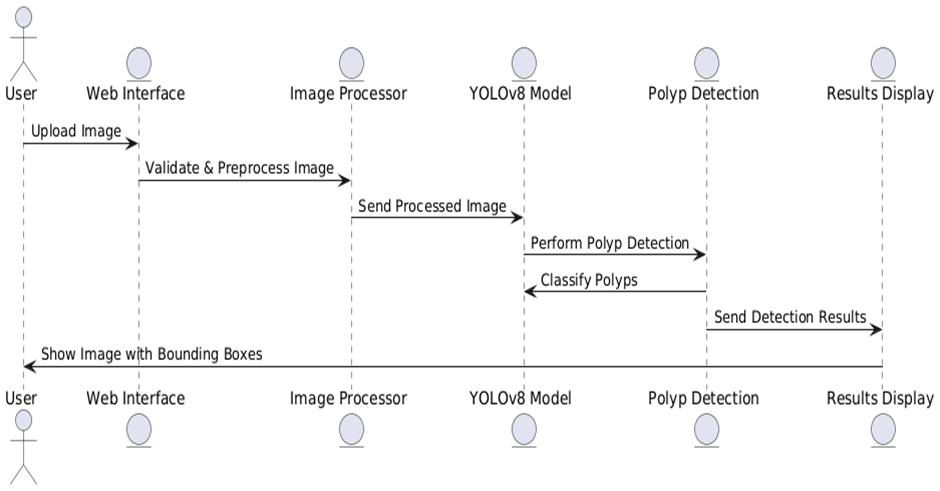 User Web Interface Image Processor YOLOv8 Model Polyp Detection Results Display
Upload Image
Validate & Preprocess Image
Send Processed Image
Perform Polyp Detection
Classify Polyps
Send Detection Results
Show Image with Bounding Boxes
User Web Interface Image Processor YOLOv8 Model Polyp Detection Results Display